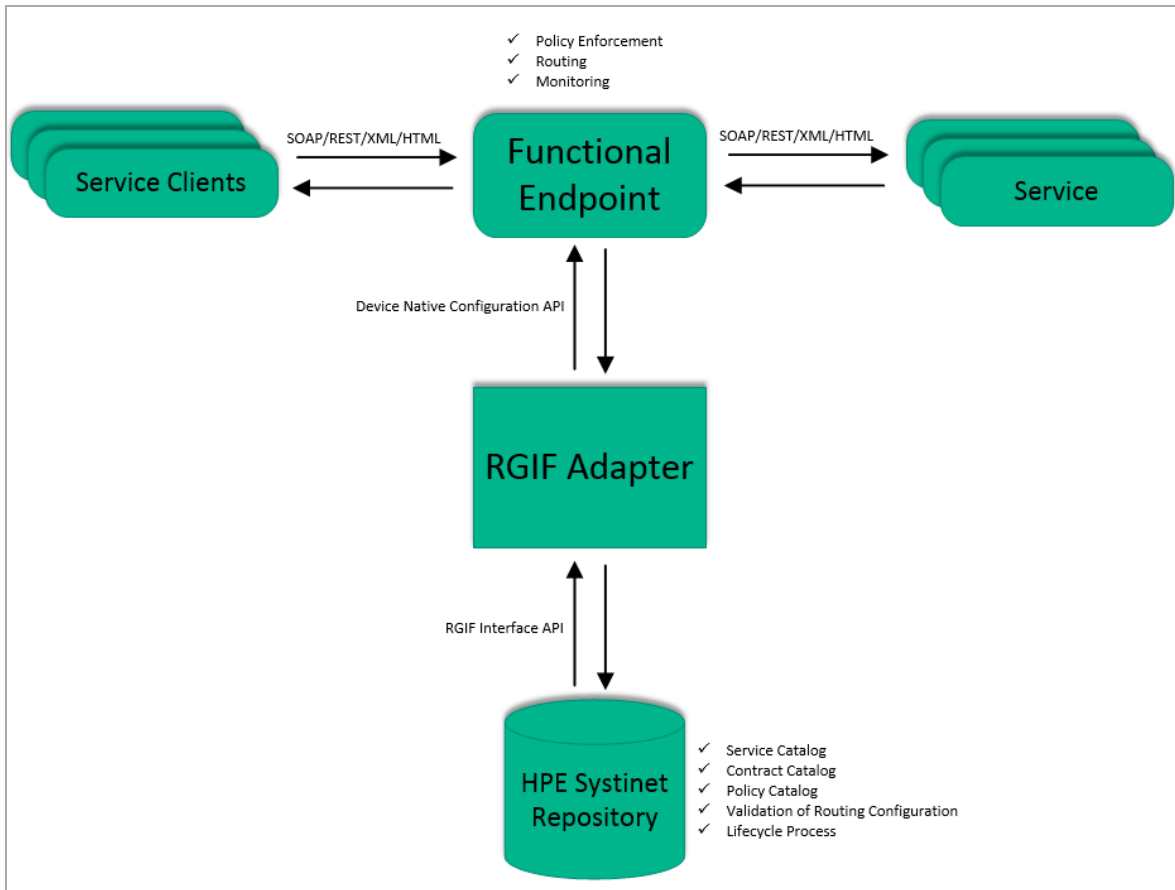 ✓ Policy Enforcement
✓ Routing
✓ Monitoring
SOAP/REST/XML/HTML
SOAP/REST/XML/HTML
Service Clients
Functional
Endpoint
Service
Device Native Configuration API
RGIF Adapter
RGIF Interface API
HPE Systinet
Repository
✓ Service Catalog
✓ Contract Catalog
✓ Policy Catalog
✓ Validation of Routing Configuration
✓ Lifecycle Process